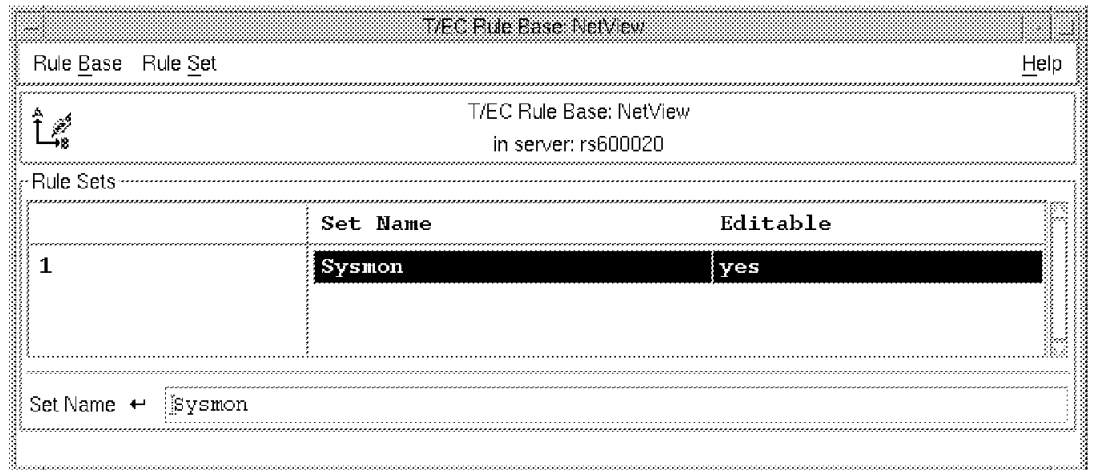 T/EC Rule Base: NetView
Rule Base Rule Set Help
T/EC Rule Base: NetView
in server: rs600020
Rule Sets
Set Name Editable
1 Sysmon yes
Set Name ↵ Sysmon